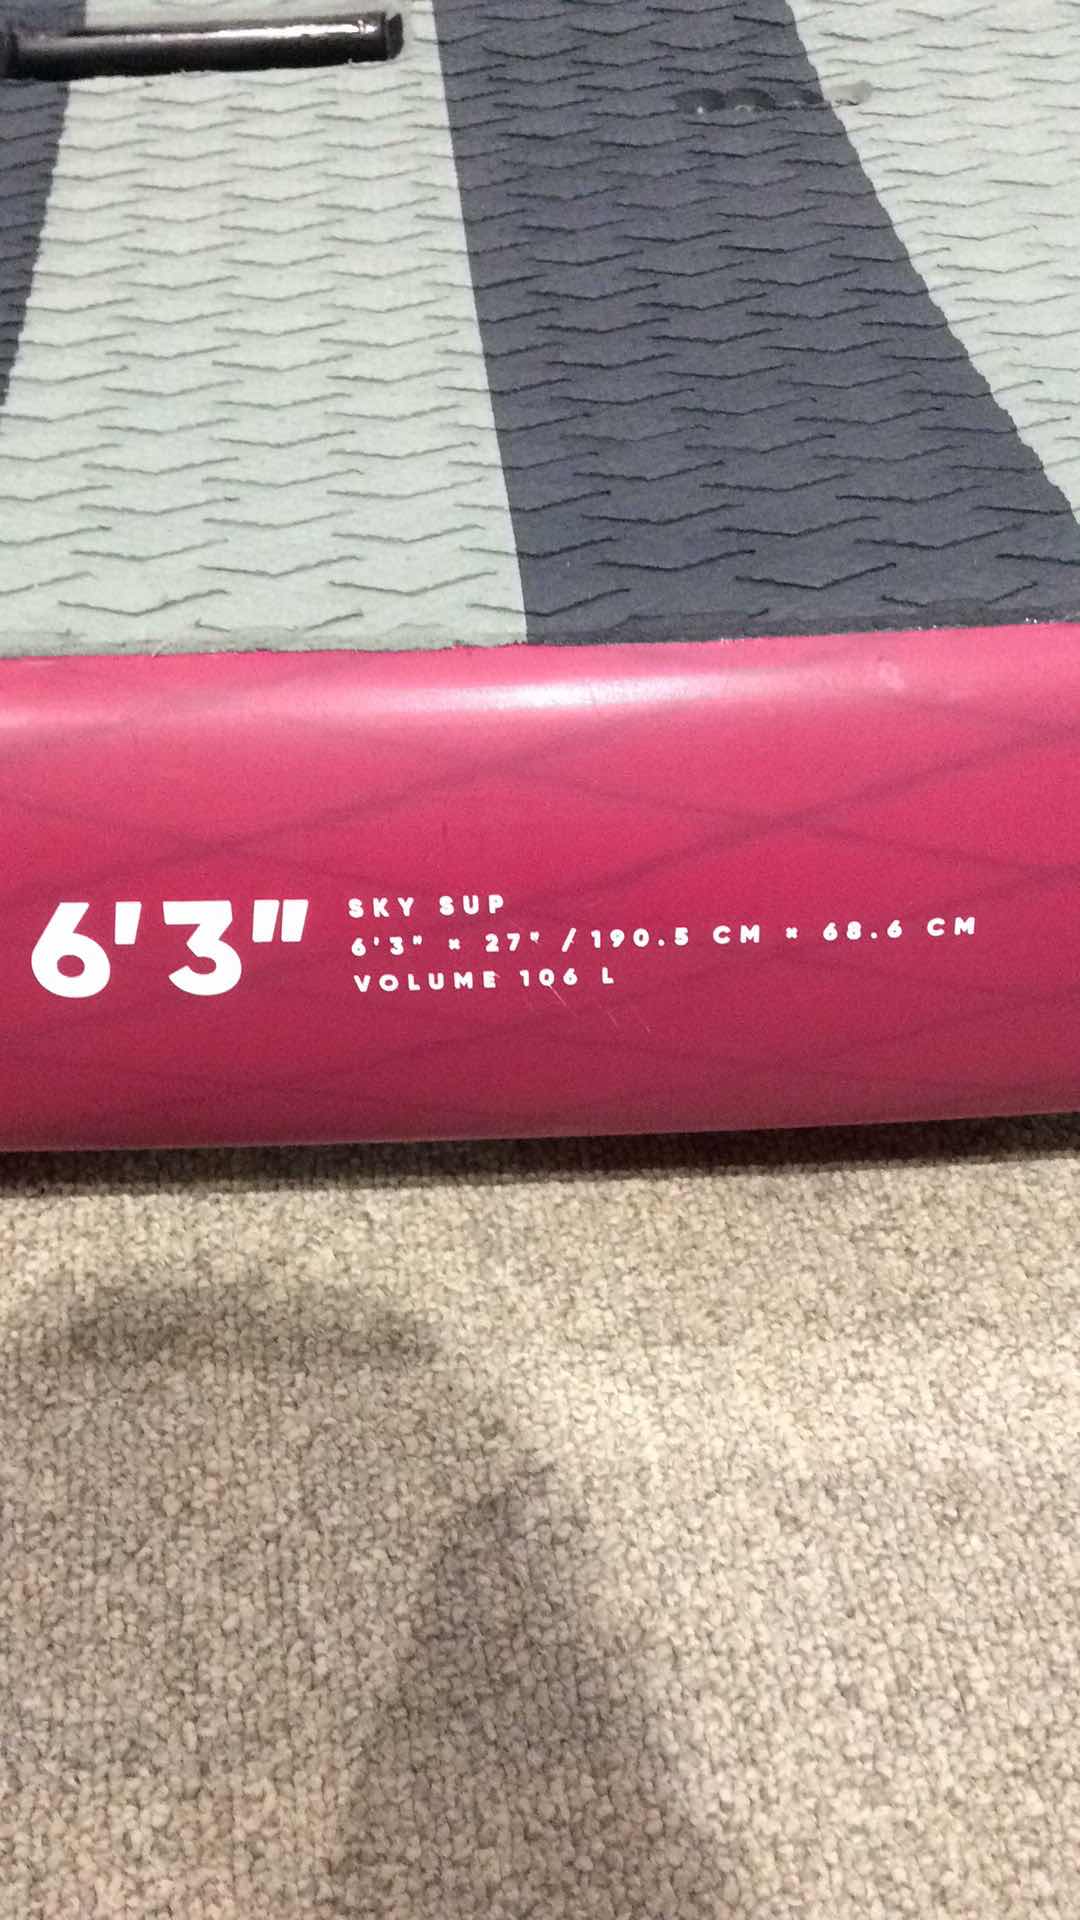 6'3"
SKY SUP
6'3" × 27" / 190.5 CM × 68.6 CM
VOLUME 106 L